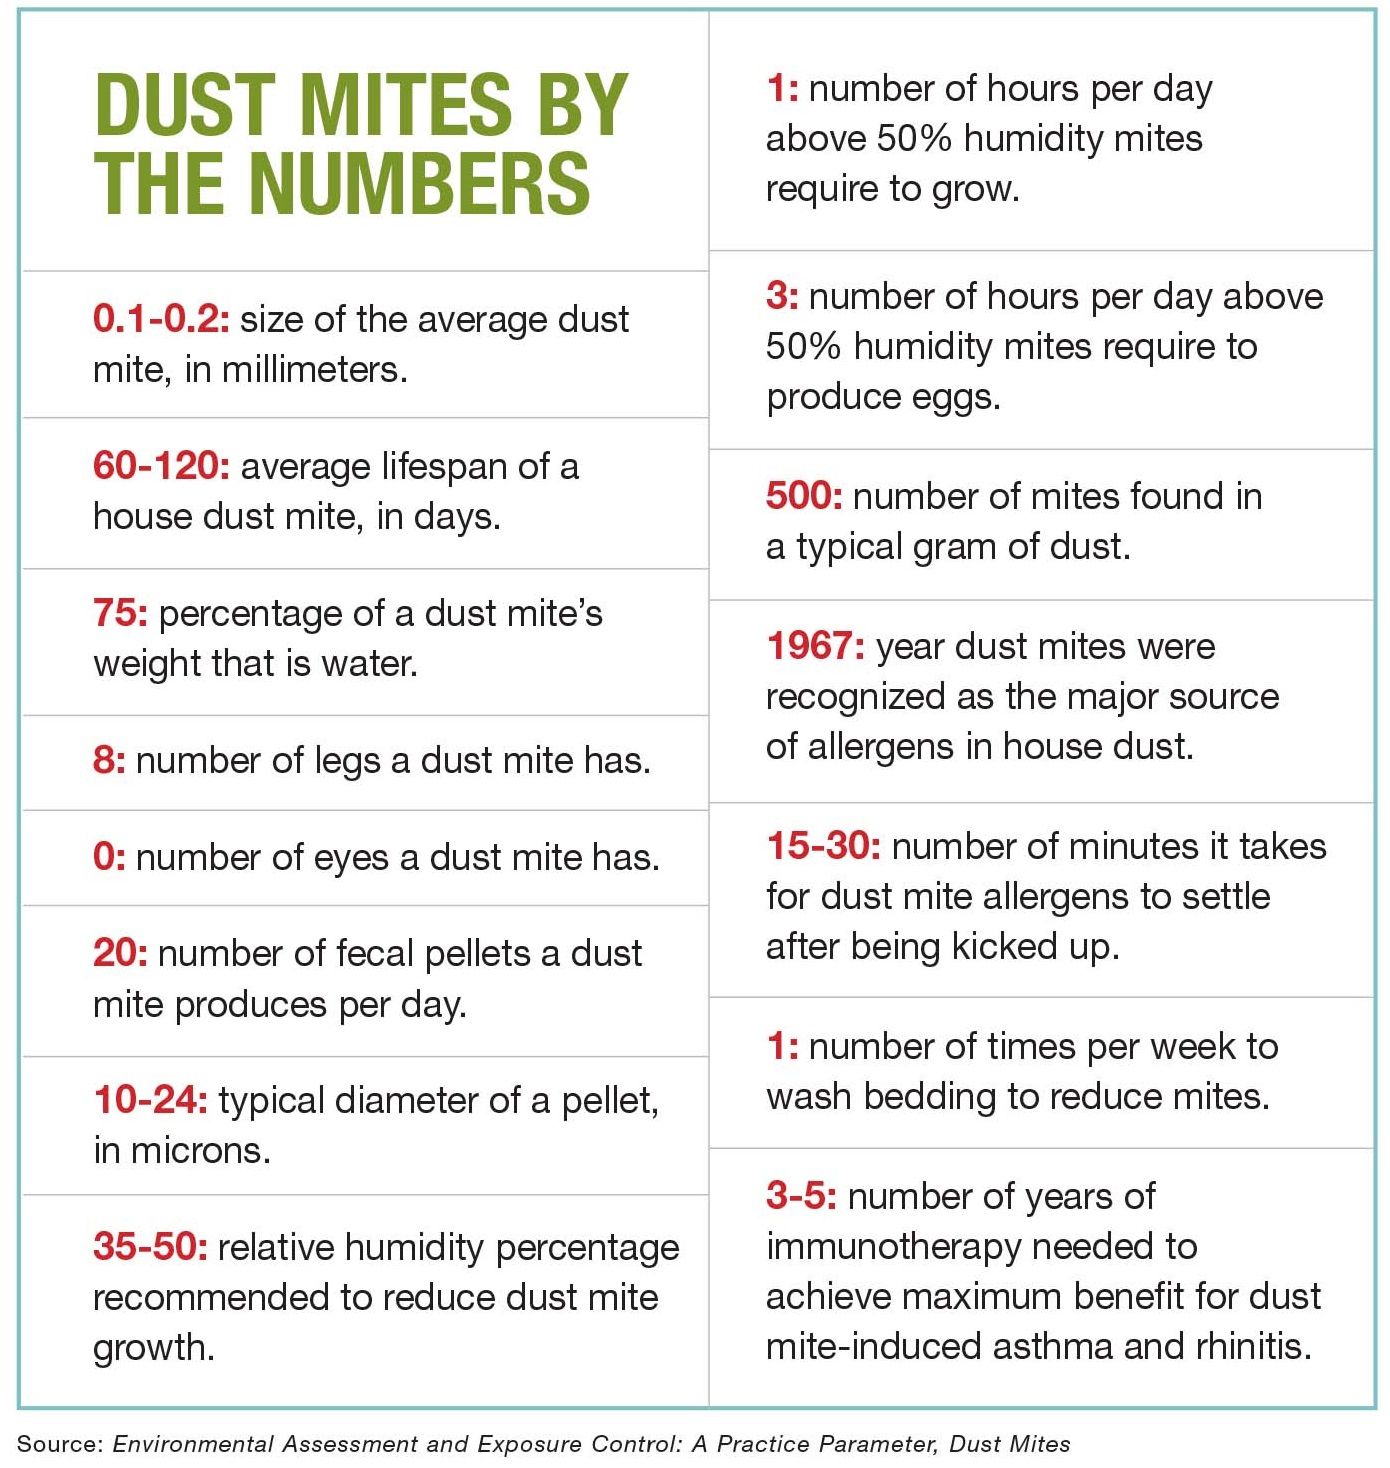 DUST MITES BY
THE NUMBERS
0.1-0.2: size of the average dust
mite, in millimeters.
60-120: average lifespan of a
house dust mite, in days.
75: percentage of a dust mite’s
weight that is water.
8: number of legs a dust mite has.
0: number of eyes a dust mite has.
20: number of fecal pellets a dust
mite produces per day.
10-24: typical diameter of a pellet,
in microns.
35-50: relative humidity percentage
recommended to reduce dust mite
growth.
1: number of hours per day
above 50% humidity mites
require to grow.
3: number of hours per day above
50% humidity mites require to
produce eggs.
500: number of mites found in
a typical gram of dust.
1967: year dust mites were
recognized as the major source
of allergens in house dust.
15-30: number of minutes it takes
for dust mite allergens to settle
after being kicked up.
1: number of times per week to
wash bedding to reduce mites.
3-5: number of years of
immunotherapy needed to
achieve maximum benefit for dust
mite-induced asthma and rhinitis.
Source: Environmental Assessment and Exposure Control: A Practice Parameter, Dust Mites